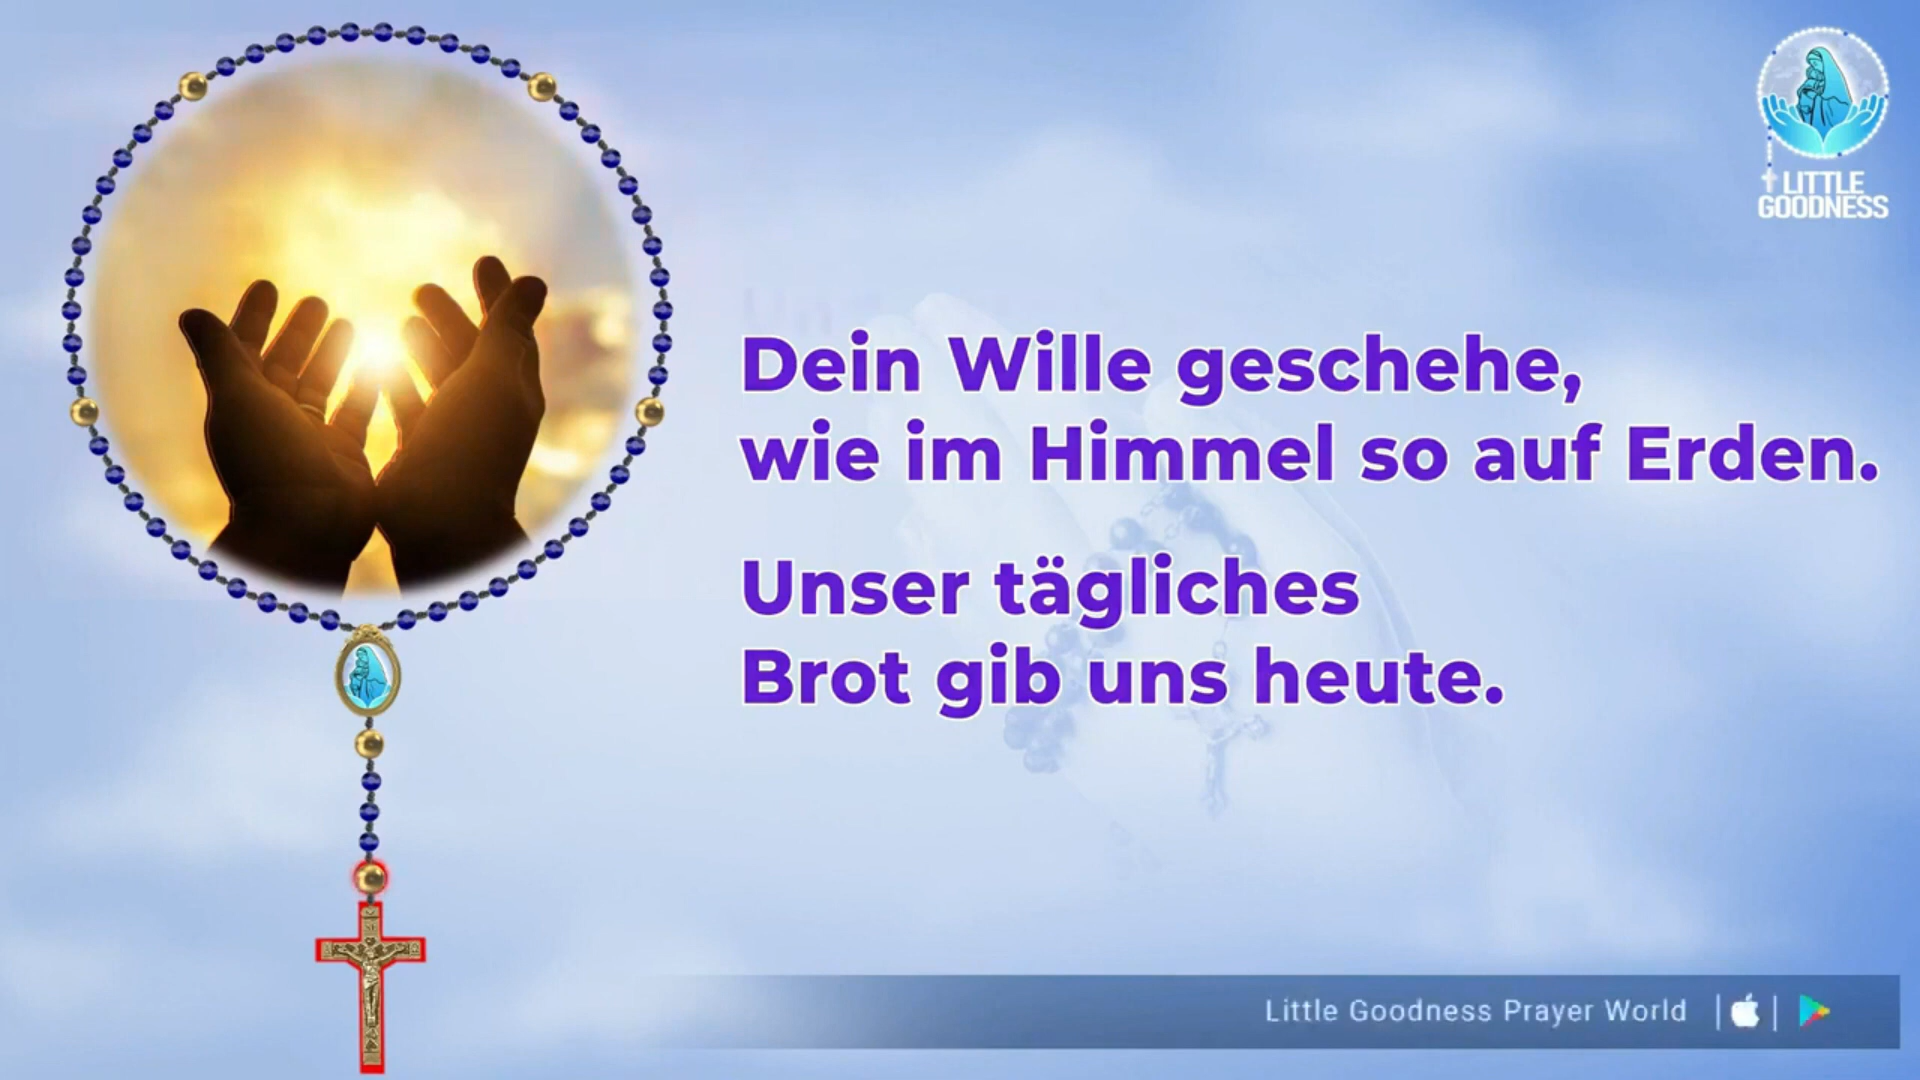 LITTLE
GOODNESS
Dein Wille geschehe,
wie im Himmel so auf Erden.
Unser tägliches
Brot gib uns heute.
Little Goodness Prayer World